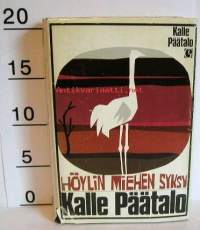 20
15
10
5
0
Kalle
Päätalo
Antikvariaatti.net
HÖYLIN MIEHEN SYKSY
Kalle Päätalo